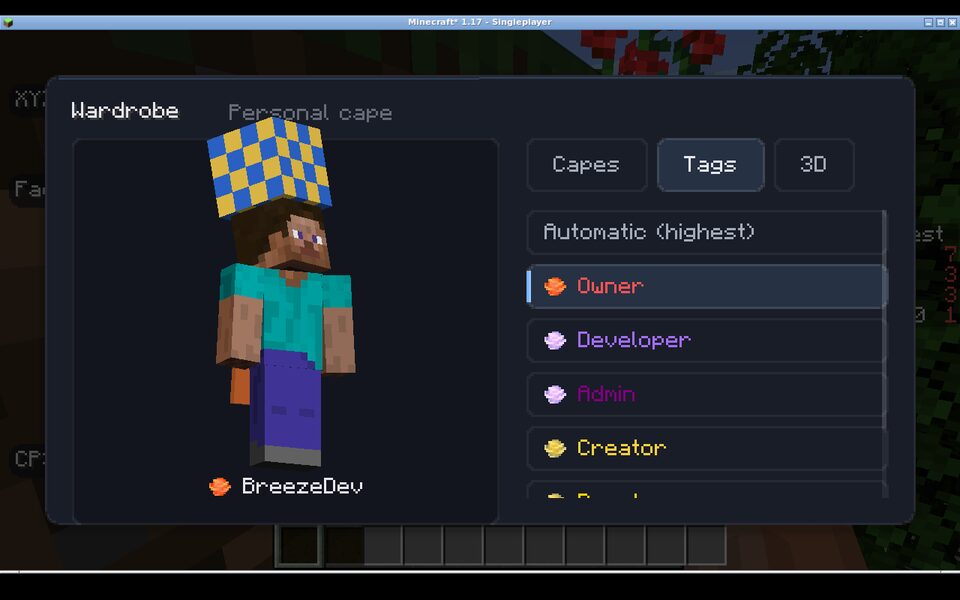 Minecraft* 1.17 - Singleplayer
Wardrobe
Personal cape
Capes
Tags
3D
Automatic (highest)
Owner
Developer
Admin
Creator
BreezeDev